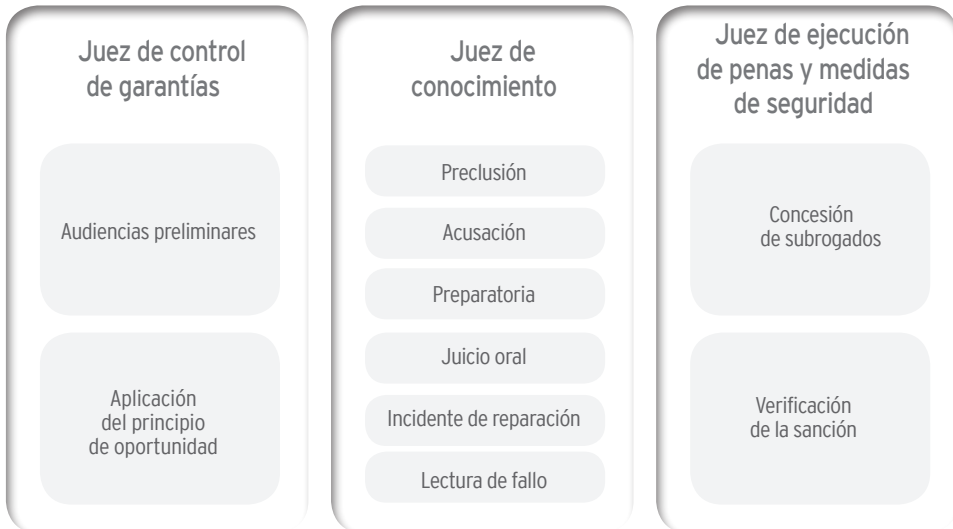 Juez de control
de garantías
Audiencias preliminares
Aplicación
del principio
de oportunidad
Juez de
conocimiento
Preclusión
Acusación
Preparatoria
Juicio oral
Incidente de reparación
Lectura de fallo
Juez de ejecución
de penas y medidas
de seguridad
Concesión
de subrogados
Verificación
de la sanción